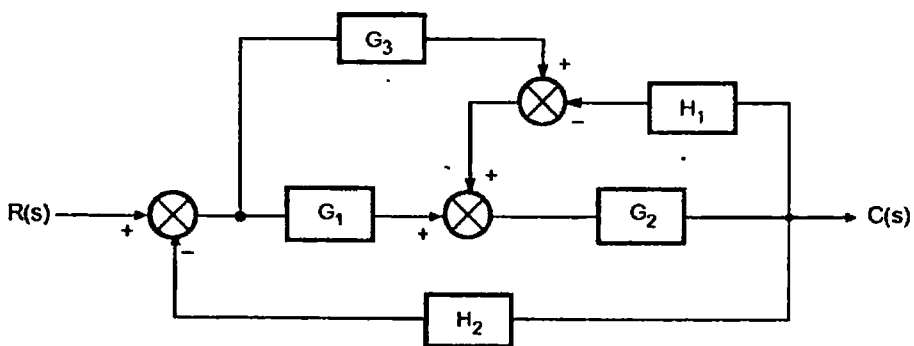 G3
+
−
H1
+
R(s)
+
−
G1
+
G2
C(s)
H2